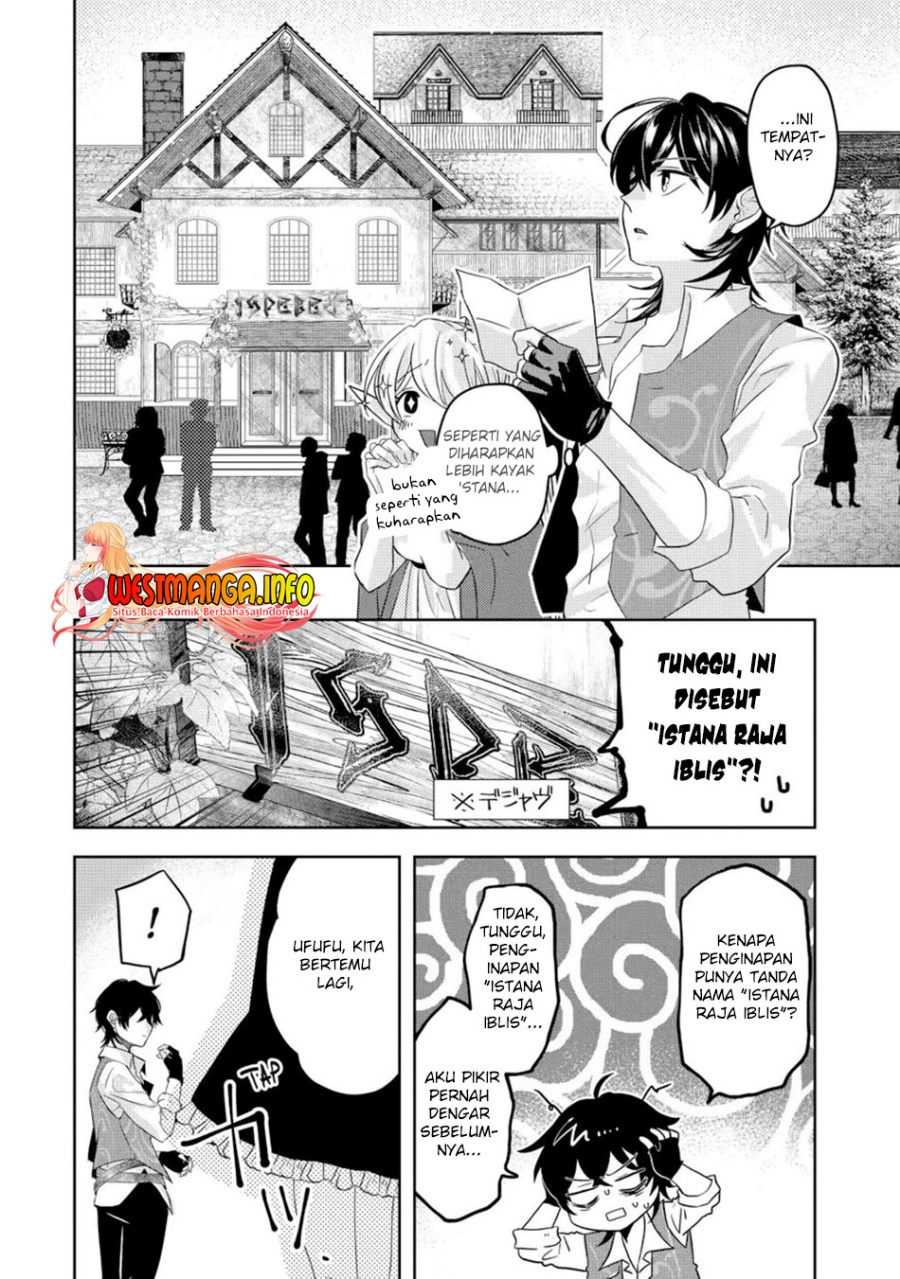 ...INI
TEMPAT-
NYA?
SEPERTI YANG
DIHARAPKAN
LEBIH KAYAK
'STANA...
bukan
seperti yang
kuharapkan
WESTMANGA.INFO
Situs Baca Komik Berbahasa Indonesia
TUNGGU, INI
DISEBUT
"ISTANA RAJA
IBLIS"?!
※デジャヴ
KENAPA
PENGINAPAN
PUNYA TANDA
NAMA "ISTANA
RAJA IBLIS"?
TIDAK,
TUNGGU,
PENG-
INAPAN
"ISTANA
RAJA
IBLIS"...
AKU PIKIR
PERNAH
DENGAR
SEBELUM-
NYA...
UFUFU, KITA
BERTEMU
LAGI,
TAP
カ
!